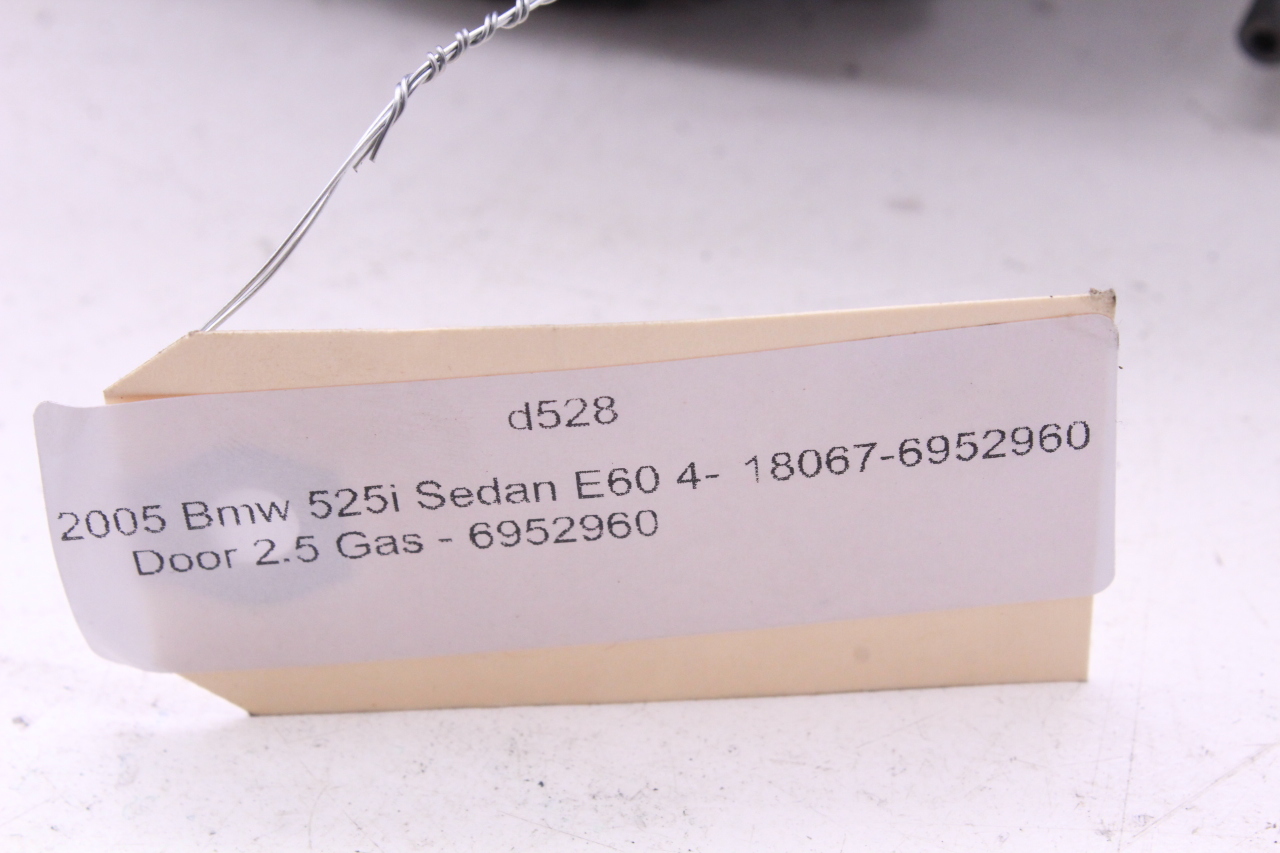 d528
2005 Bmw 525i Sedan E60 4- 18067-6952960
Door 2.5 Gas - 6952960